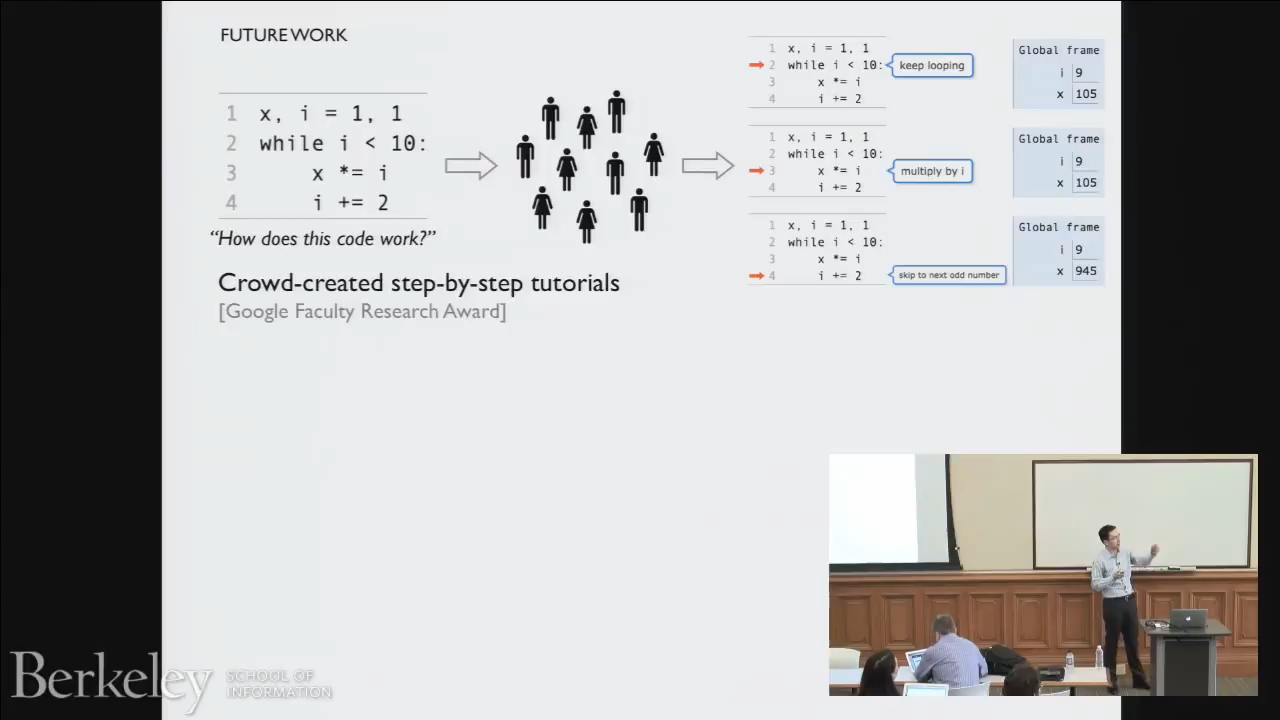 FUTURE WORK
1 x, i = 1, 1
2 while i < 10:
3 x *= i
4 i += 2
“How does this code work?”
Crowd-created step-by-step tutorials
[Google Faculty Research Award]
1 x, i = 1, 1
2 while i < 10:
3 x *= i
4 i += 2
keep looping
Global frame
i 9
x 105
1 x, i = 1, 1
2 while i < 10:
3 x *= i
4 i += 2
multiply by i
Global frame
i 9
x 105
1 x, i = 1, 1
2 while i < 10:
3 x *= i
4 i += 2
skip to next odd number
Global frame
i 9
x 945
Berkeley
SCHOOL OF
INFORMATION